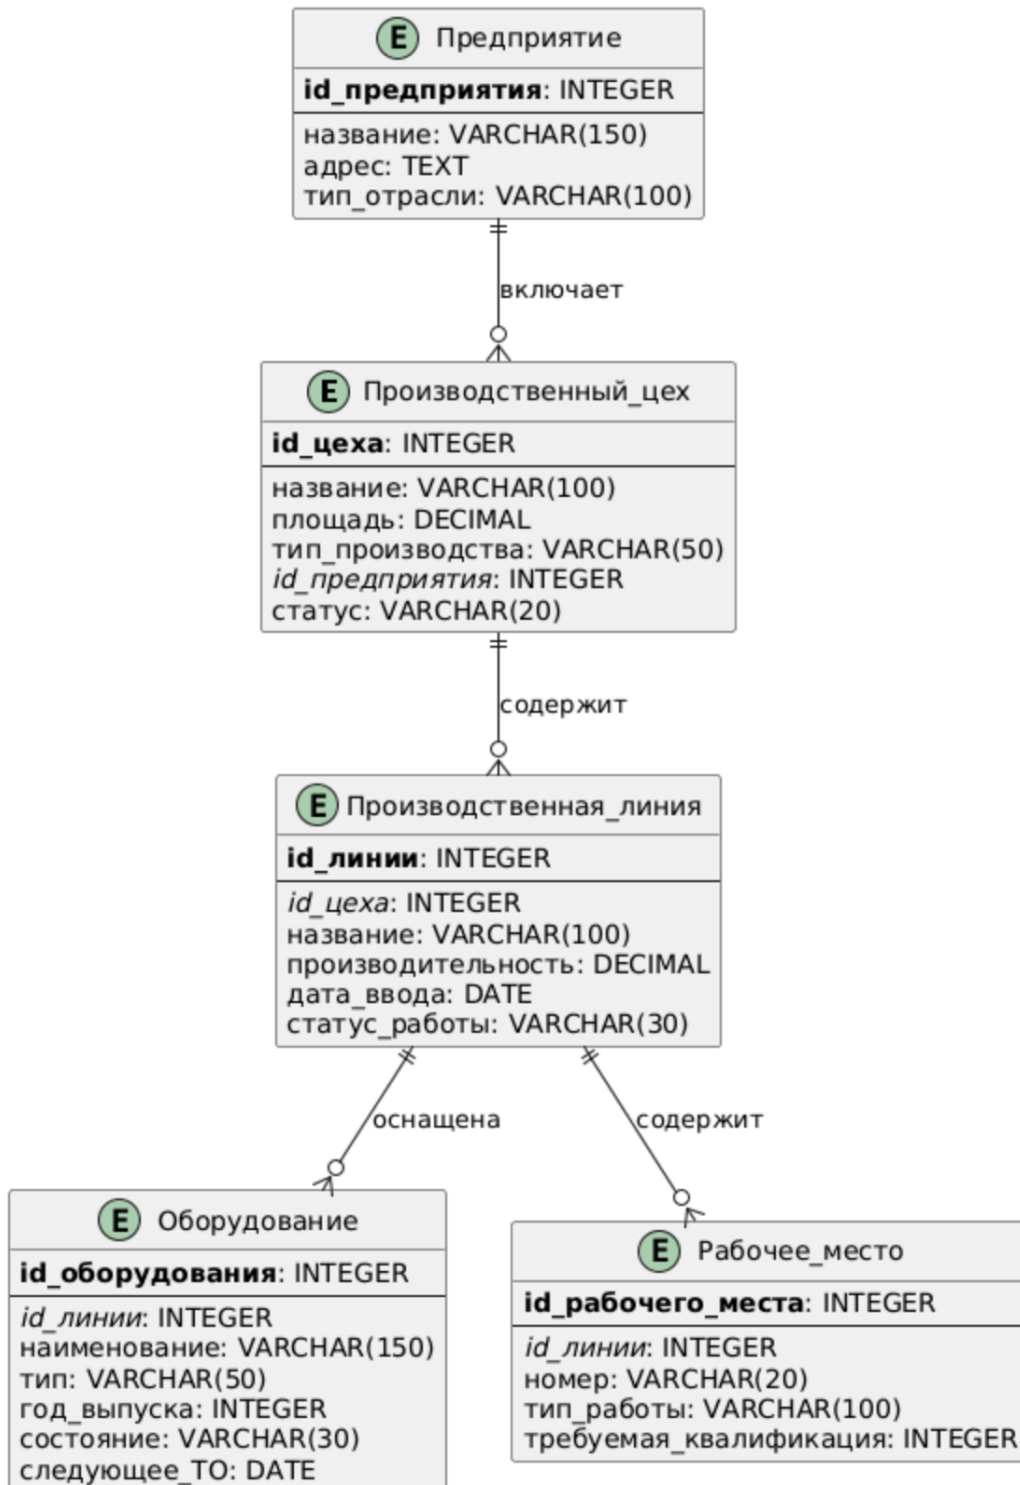 E Предприятие
id_предприятия: INTEGER
название: VARCHAR(150)
адрес: TEXT
тип_отрасли: VARCHAR(100)
включает
E Производственный_цех
id_цеха: INTEGER
название: VARCHAR(100)
площадь: DECIMAL
тип_производства: VARCHAR(50)
id_предприятия: INTEGER
статус: VARCHAR(20)
содержит
E Производственная_линия
id_линии: INTEGER
id_цеха: INTEGER
название: VARCHAR(100)
производительность: DECIMAL
дата_ввода: DATE
статус_работы: VARCHAR(30)
оснащена
содержит
E Оборудование
id_оборудования: INTEGER
id_линии: INTEGER
наименование: VARCHAR(150)
тип: VARCHAR(50)
год_выпуска: INTEGER
состояние: VARCHAR(30)
следующее_ТО: DATE
E Рабочее_место
id_рабочего_места: INTEGER
id_линии: INTEGER
номер: VARCHAR(20)
тип_работы: VARCHAR(100)
требуемая_квалификация: INTEGER